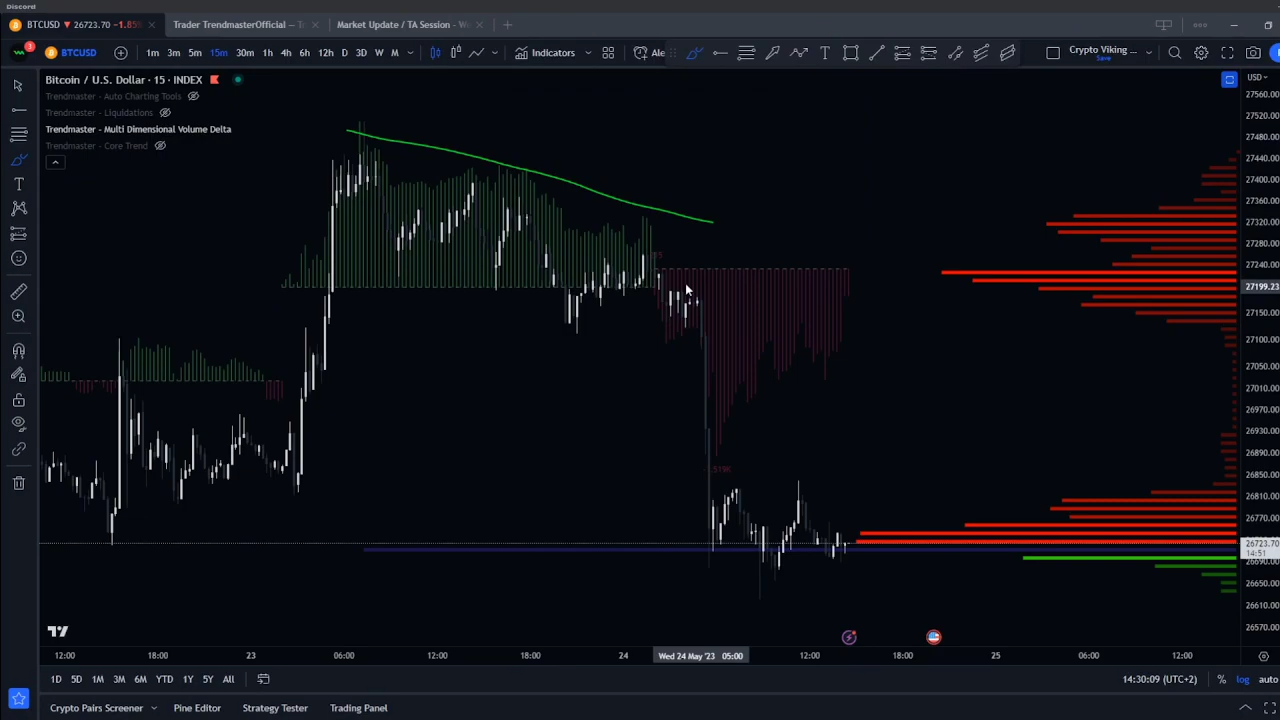 Discord
BTCUSD 26723.70 -1.85%
Trader TrendmasterOfficial — T
Market Update / TA Session - W
3 BTCUSD 1m 3m 5m 15m 30m 1h 4h 6h 12h D 3D W M Indicators Ale Crypto Viking Save
Bitcoin / U.S. Dollar · 15 · INDEX
Trendmaster - Auto Charting Tools
Trendmaster - Liquidations
Trendmaster - Multi Dimensional Volume Delta
Trendmaster - Core Trend
USD
27560.00
27520.00
27480.00
27440.00
27400.00
27360.00
27320.00
27280.00
27240.00
27199.23
27150.00
27100.00
27050.00
27010.00
26970.00
26930.00
26890.00
26850.00
26810.00
26770.00
26723.70
14:51
26690.00
26650.00
26610.00
26570.00
12:00 18:00 23 06:00 12:00 18:00 24 Wed 24 May '23 05:00 12:00 18:00 25 06:00 12:00
1D 5D 1M 3M 6M YTD 1Y 5Y All 14:30:09 (UTC+2) % log auto
Crypto Pairs Screener Pine Editor Strategy Tester Trading Panel